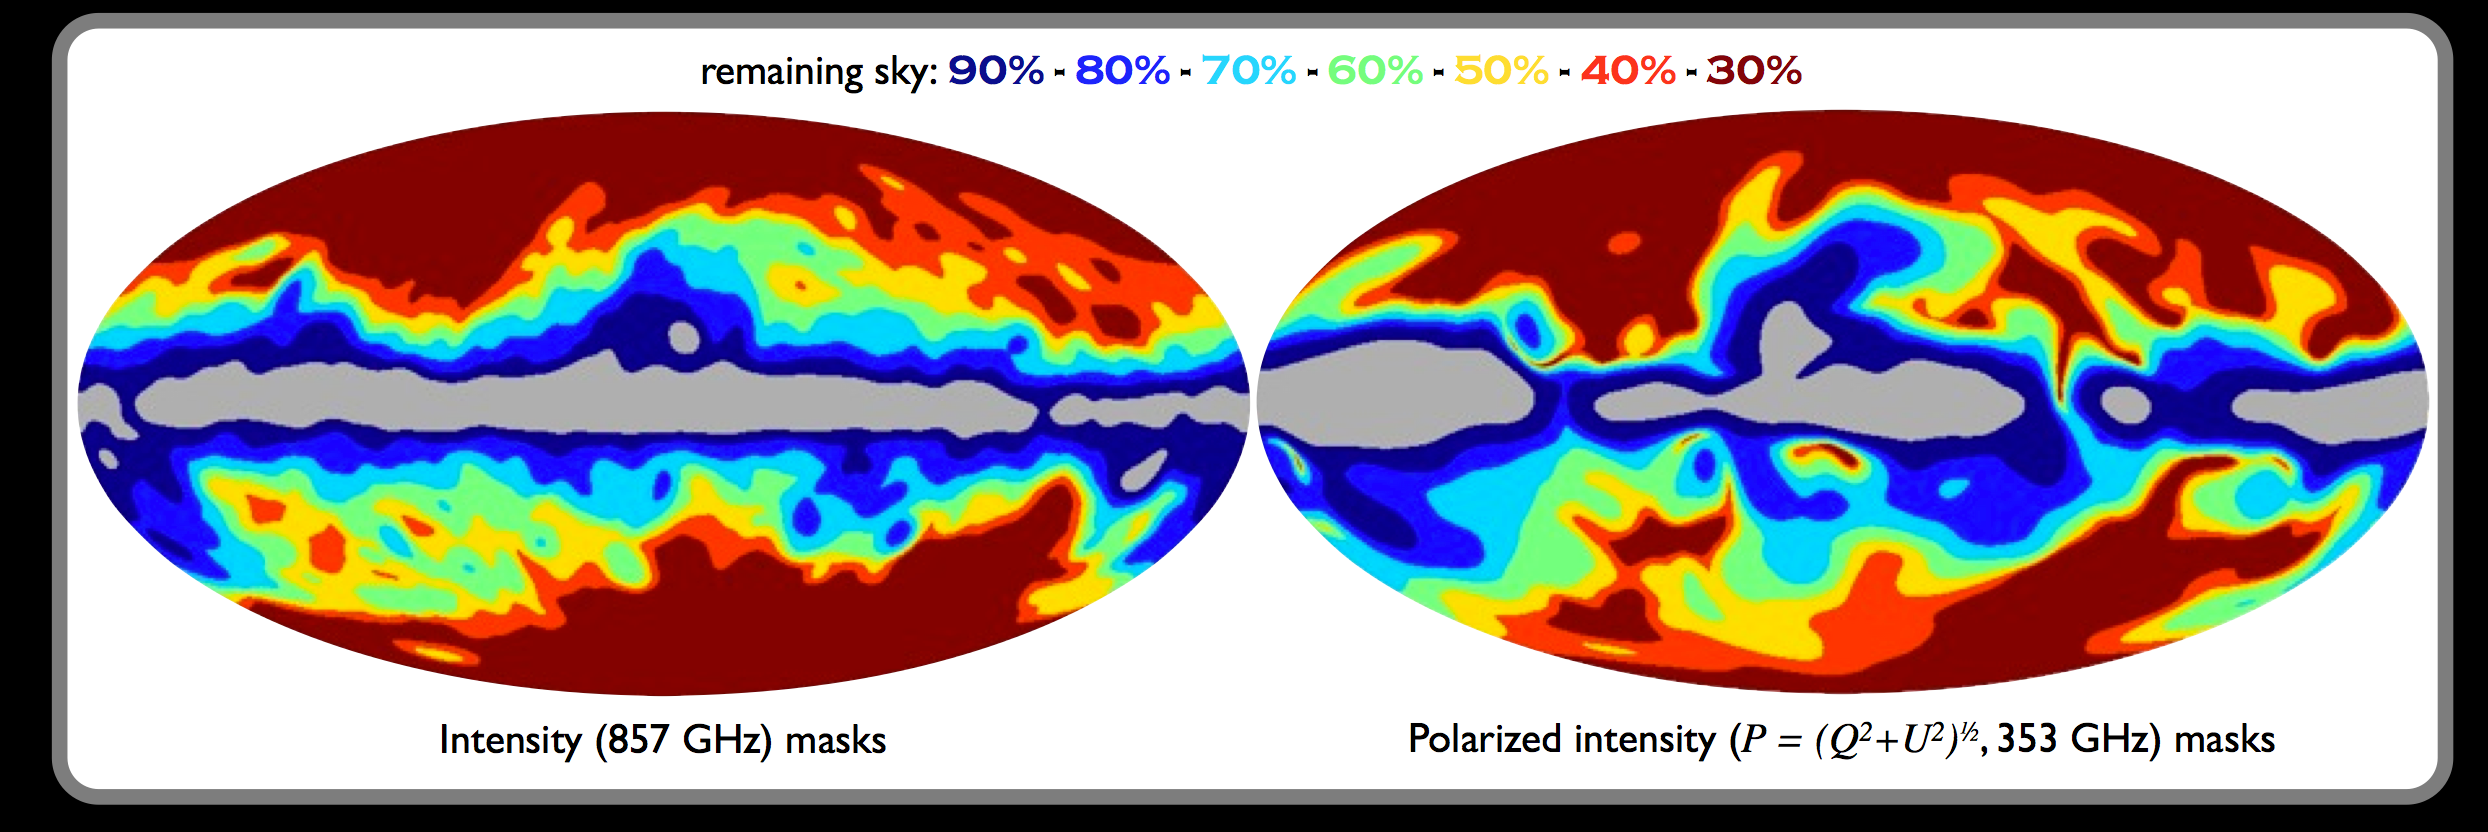 remaining sky: 90% - 80% - 70% - 60% - 50% - 40% - 30%
Intensity (857 GHz) masks
Polarized intensity (P = (Q²+U²)^½, 353 GHz) masks